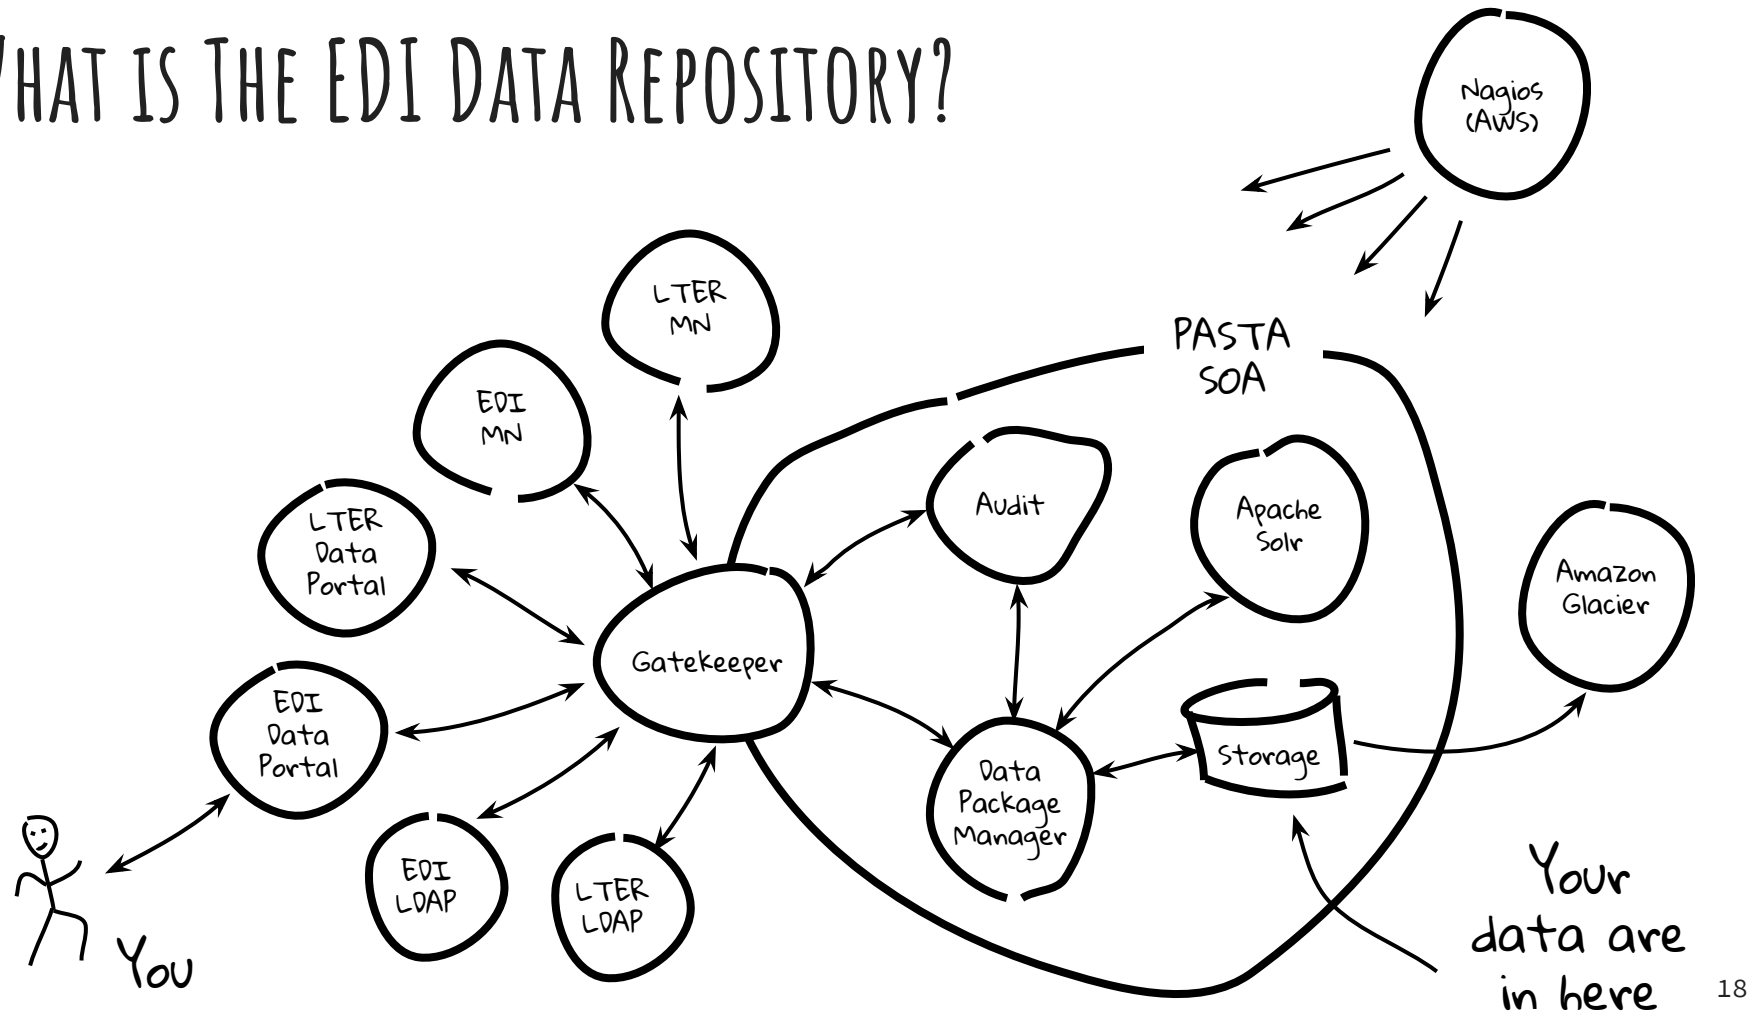 WHAT IS THE EDI DATA REPOSITORY?
Nagios
(AWS)
LTER
MN
EDI
MN
PASTA
SOA
LTER
Data
Portal
Audit
Apache
Solr
Amazon
Glacier
Gatekeeper
EDI
Data
Portal
Storage
Data
Package
Manager
EDI
LDAP
LTER
LDAP
You
Your
data are
in here
18